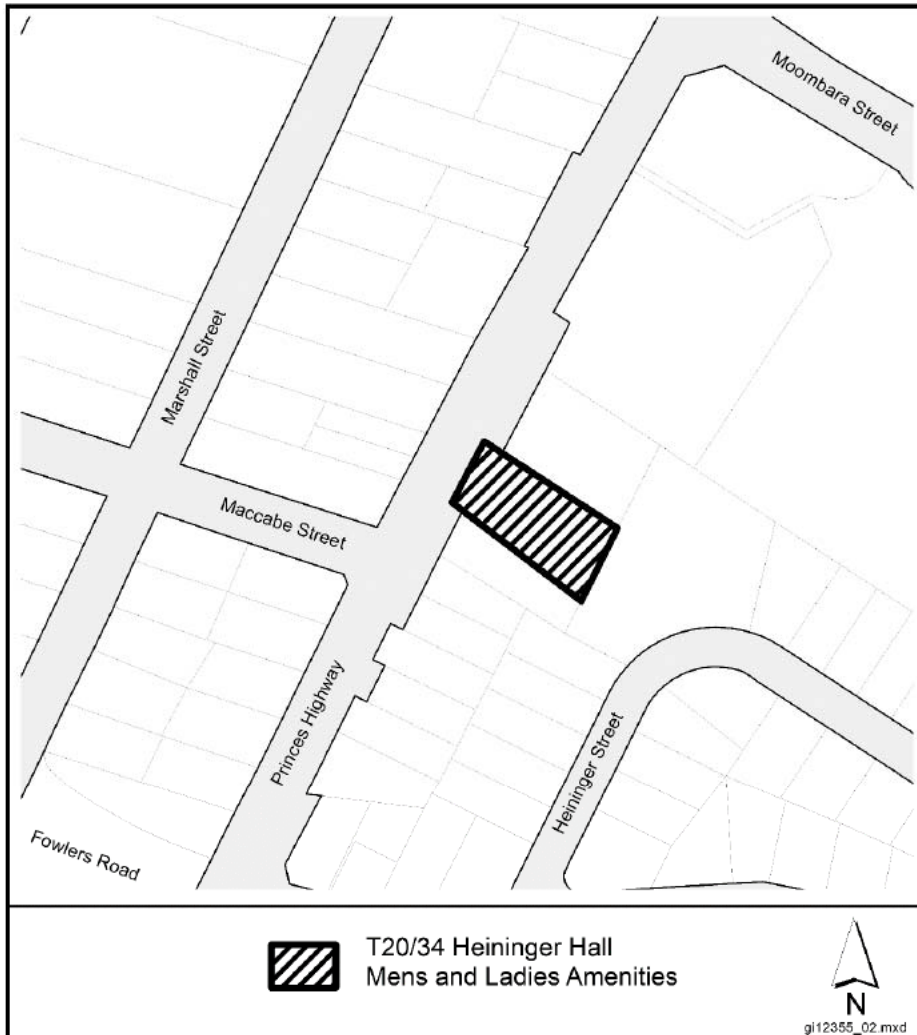 Moombara Street
Marshall Street
Maccabe Street
Princes Highway
Heininger Street
Fowlers Road
T20/34 Heininger Hall
Mens and Ladies Amenities
N
gi12355_02.mxd